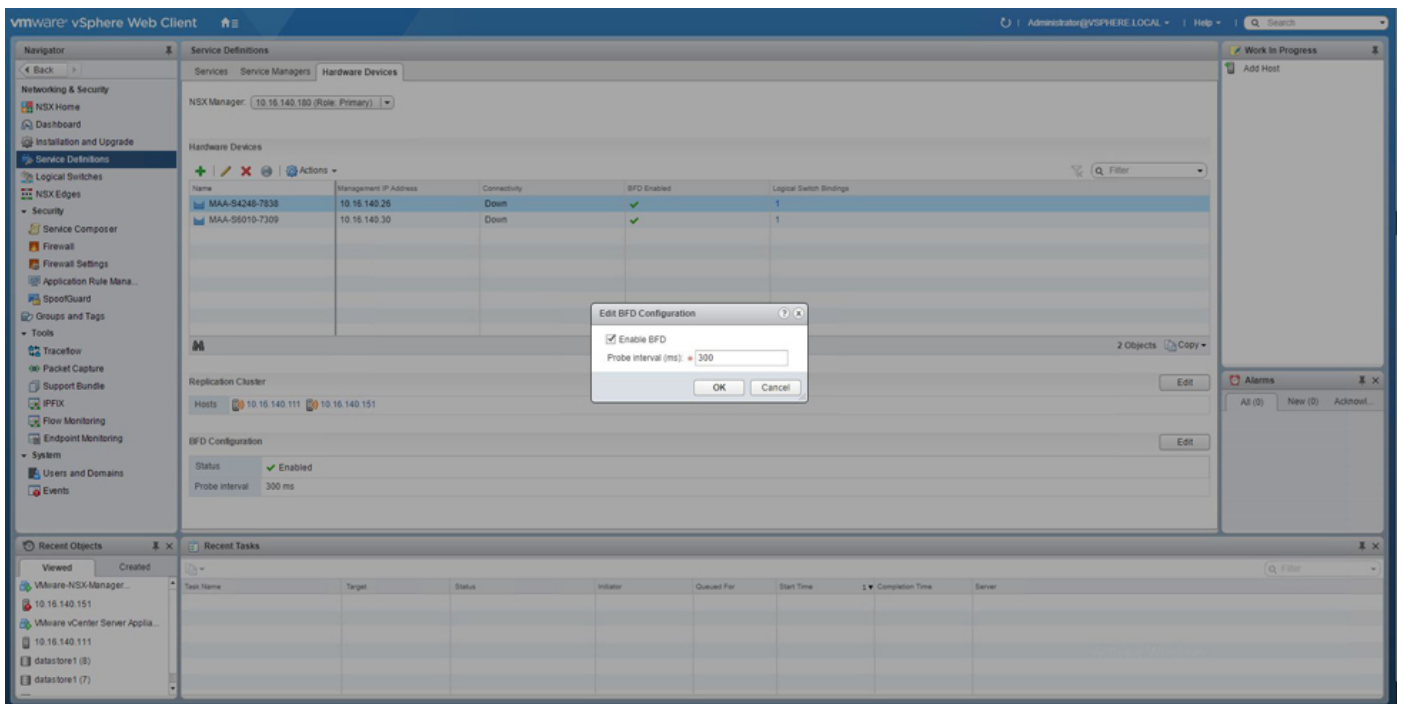 vmware® vSphere Web Client
Administrator@VSPHERE.LOCAL
Help
Search
Navigator
Back
Networking & Security
NSX Home
Dashboard
Installation and Upgrade
Service Definitions
Logical Switches
NSX Edges
Security
Service Composer
Firewall
Firewall Settings
Application Rule Mana...
SpoofGuard
Groups and Tags
Tools
Traceflow
Packet Capture
Support Bundle
IPFIX
Flow Monitoring
Endpoint Monitoring
System
Users and Domains
Events
Service Definitions
Services Service Managers Hardware Devices
NSX Manager: 10.16.140.180 (Role: Primary)
Hardware Devices
Actions
Filter
Name Management IP Address Connectivity BFD Enabled Logical Switch Bindings
MAA-S4248-7838 10.16.140.26 Down 1
MAA-S6010-7309 10.16.140.30 Down 1
2 Objects Copy
Edit BFD Configuration
Enable BFD
Probe interval (ms): * 300
OK Cancel
Replication Cluster
Edit
Hosts 10.16.140.111 10.16.140.151
BFD Configuration
Edit
Status Enabled
Probe interval 300 ms
Work In Progress
Add Host
Alarms
All (0) New (0) Acknowl...
Recent Objects
Viewed Created
VMware-NSX-Manager...
10.16.140.151
VMware vCenter Server Applia...
10.16.140.111
datastore1 (8)
datastore1 (7)
Recent Tasks
Filter
Task Name Target Status Initiator Queued For Start Time 1 Completion Time Server